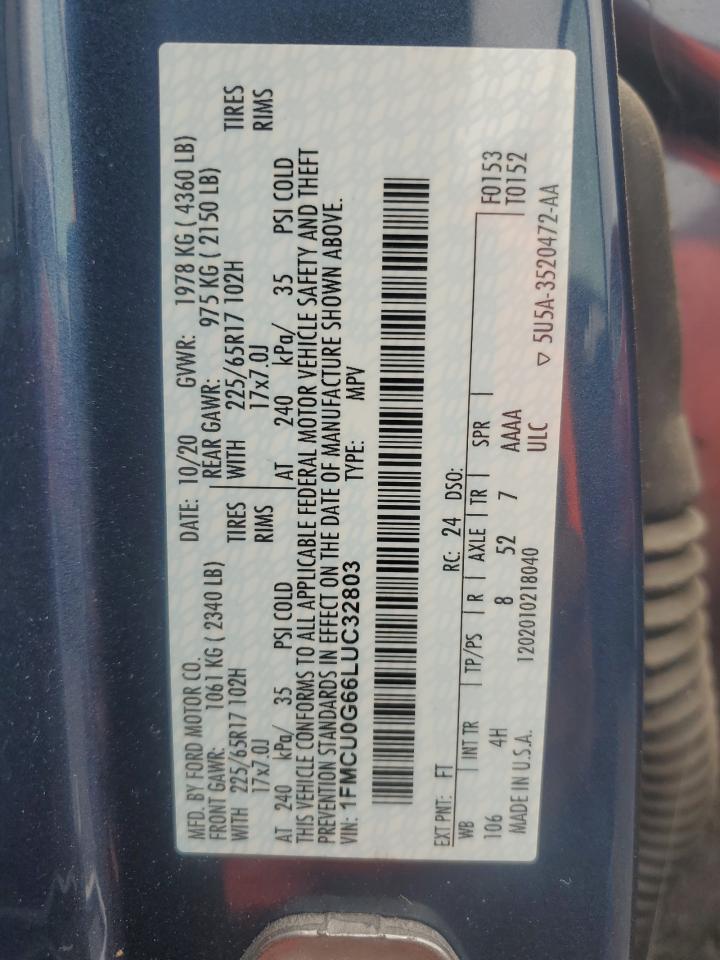 MFD. BY FORD MOTOR CO. DATE: 10/20 GVWR: 1978 KG ( 4360 LB)
FRONT GAWR: 1061 KG ( 2340 LB) REAR GAWR: 975 KG ( 2150 LB)
WITH 225/65R17 102H TIRES WITH 225/65R17 102H TIRES
17x7.0J RIMS 17x7.0J RIMS
AT 240 kPa/ 35 PSI COLD AT 240 kPa/ 35 PSI COLD
THIS VEHICLE CONFORMS TO ALL APPLICABLE FEDERAL MOTOR VEHICLE SAFETY AND THEFT
PREVENTION STANDARDS IN EFFECT ON THE DATE OF MANUFACTURE SHOWN ABOVE.
VIN: 1FMCU0G66LUC32803 TYPE: MPV
EXT PNT: FT RC: 24 DSO: F0153
WB INT TR TP/PS R AXLE TR SPR T0152
106 4H 8 52 7 AAAA
MADE IN U.S.A. 1202010218040 ULC
▽ 5U5A-3520472-AA